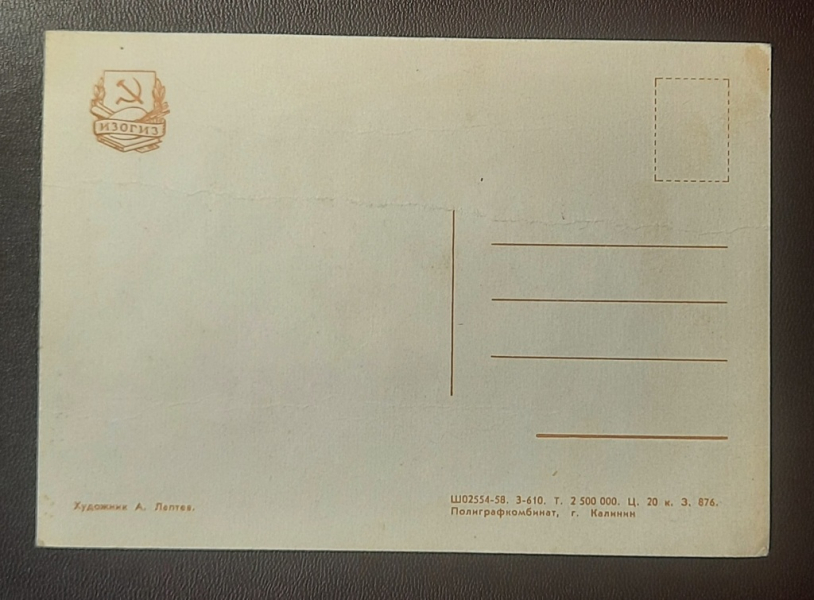 ИЗОГИЗ
Художник А. Лаптев.
Ш02554-58. З-610. Т. 2 500 000. Ц. 20 к. З. 876.
Полиграфкомбинат, г. Калинин